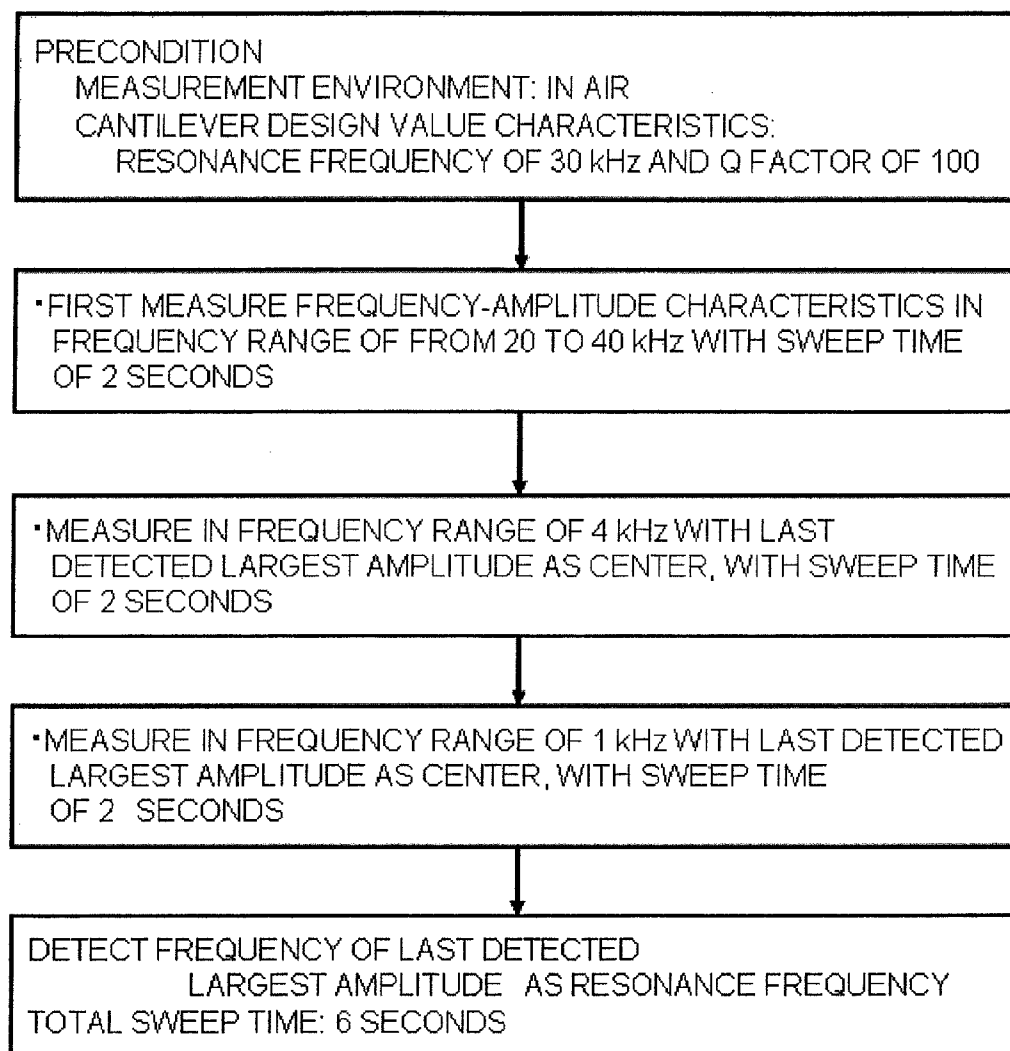 PRECONDITION
MEASUREMENT ENVIRONMENT: IN AIR
CANTILEVER DESIGN VALUE CHARACTERISTICS:
RESONANCE FREQUENCY OF 30 kHz AND Q FACTOR OF 100
・FIRST MEASURE FREQUENCY-AMPLITUDE CHARACTERISTICS IN
FREQUENCY RANGE OF FROM 20 TO 40 kHz WITH SWEEP TIME
OF 2 SECONDS
・MEASURE IN FREQUENCY RANGE OF 4 kHz WITH LAST
DETECTED LARGEST AMPLITUDE AS CENTER, WITH SWEEP TIME
OF 2 SECONDS
・MEASURE IN FREQUENCY RANGE OF 1 kHz WITH LAST DETECTED
LARGEST AMPLITUDE AS CENTER, WITH SWEEP TIME
OF 2 SECONDS
DETECT FREQUENCY OF LAST DETECTED
LARGEST AMPLITUDE AS RESONANCE FREQUENCY
TOTAL SWEEP TIME: 6 SECONDS